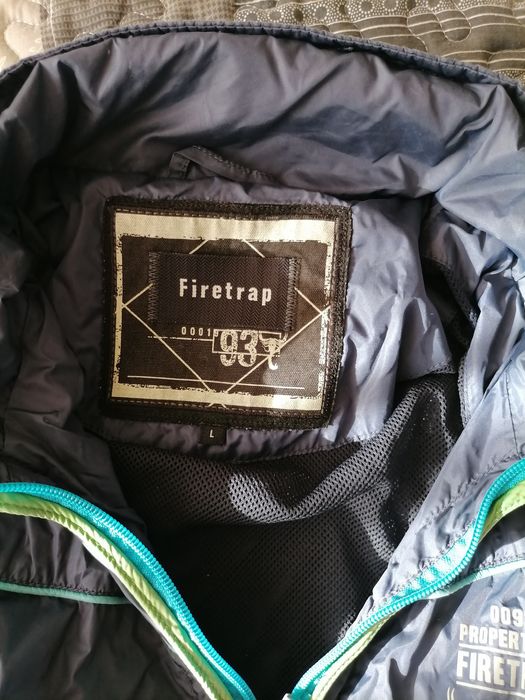 Firetrap
0001
93
L
009
PROPERT
FIRET